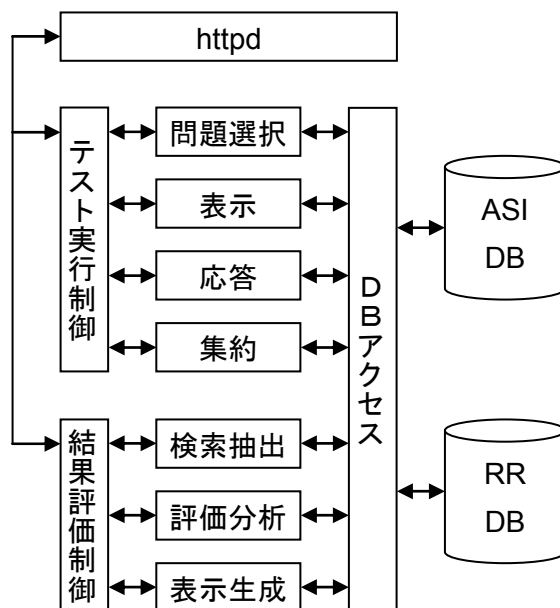 httpd
テスト実行制御
問題選択
表示
応答
集約
DBアクセス
ASI
DB
結果評価制御
検索抽出
評価分析
表示生成
RR
DB